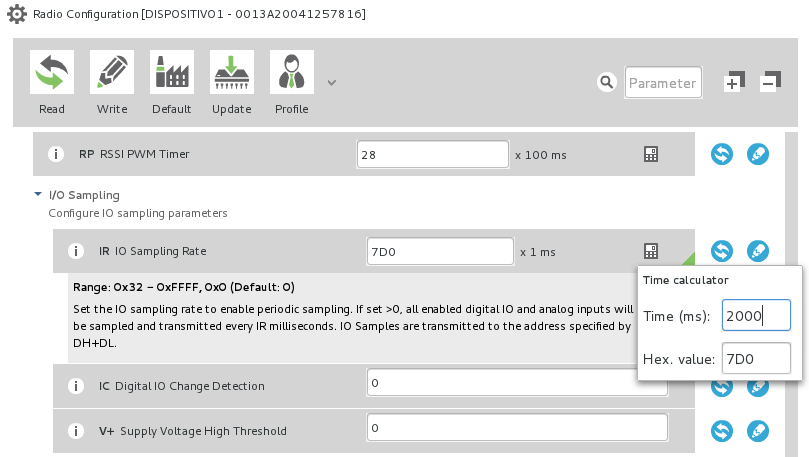 Radio Configuration [DISPOSITIVO1 - 0013A20041257816]
Read Write Default Update Profile
Parameter
RP RSSI PWM Timer 28 x 100 ms
I/O Sampling
Configure IO sampling parameters
IR IO Sampling Rate 7D0 x 1 ms
Range: 0x32 – 0xFFFF, 0x0 (Default: 0)
Set the IO sampling rate to enable periodic sampling. If set >0, all enabled digital IO and analog inputs will
be sampled and transmitted every IR milliseconds. IO Samples are transmitted to the address specified by
DH+DL.
Time calculator
Time (ms): 2000
Hex. value: 7D0
IC Digital IO Change Detection 0
V+ Supply Voltage High Threshold 0